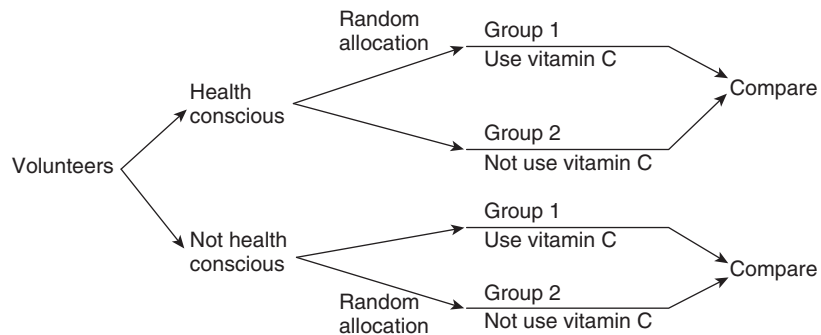 Random
allocation
Group 1
Use vitamin C
Health
conscious
Compare
Group 2
Not use vitamin C
Volunteers
Group 1
Use vitamin C
Not health
conscious
Compare
Random
allocation
Group 2
Not use vitamin C